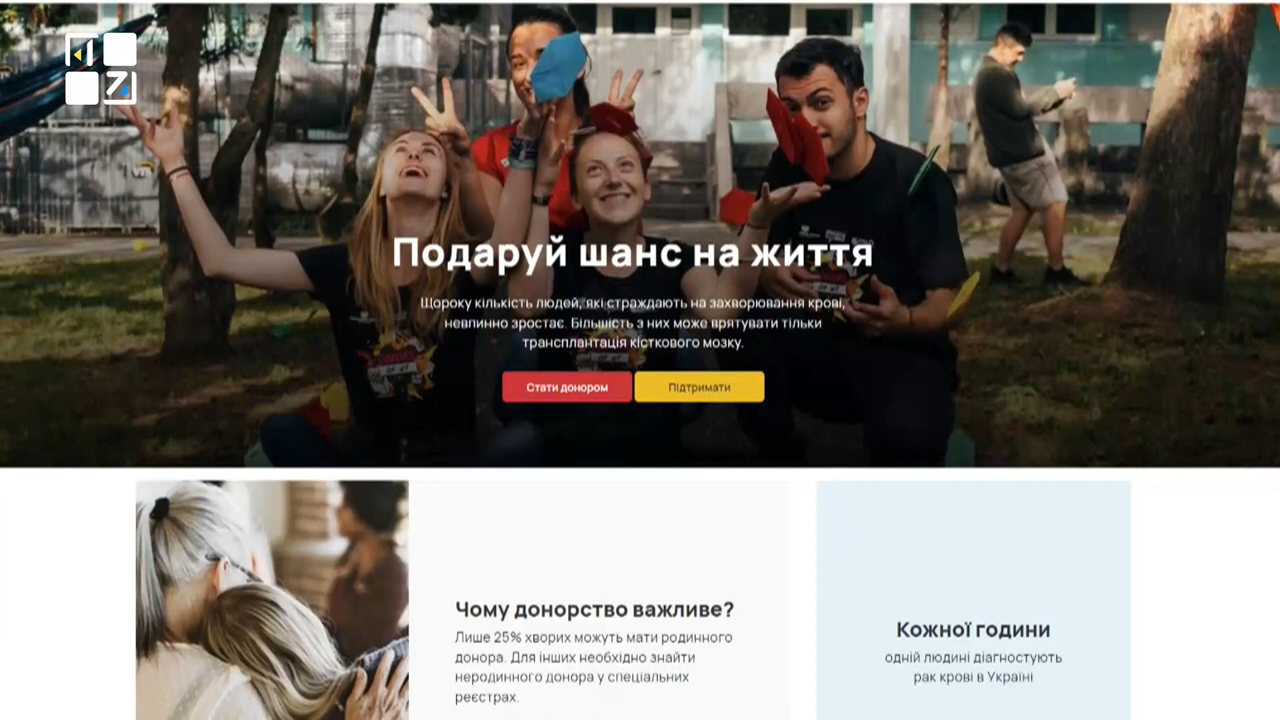 Подаруй шанс на життя
Щороку кількість людей, які страждають на захворювання крові,
невпинно зростає. Більшість з них може врятувати тільки
трансплантація кісткового мозку.
Стати донором
Підтримати
Чому донорство важливе?
Лише 25% хворих можуть мати родинного
донора. Для інших необхідно знайти
неродинного донора у спеціальних
реєстрах.
Кожної години
одній людині діагностують
рак крові в Україні